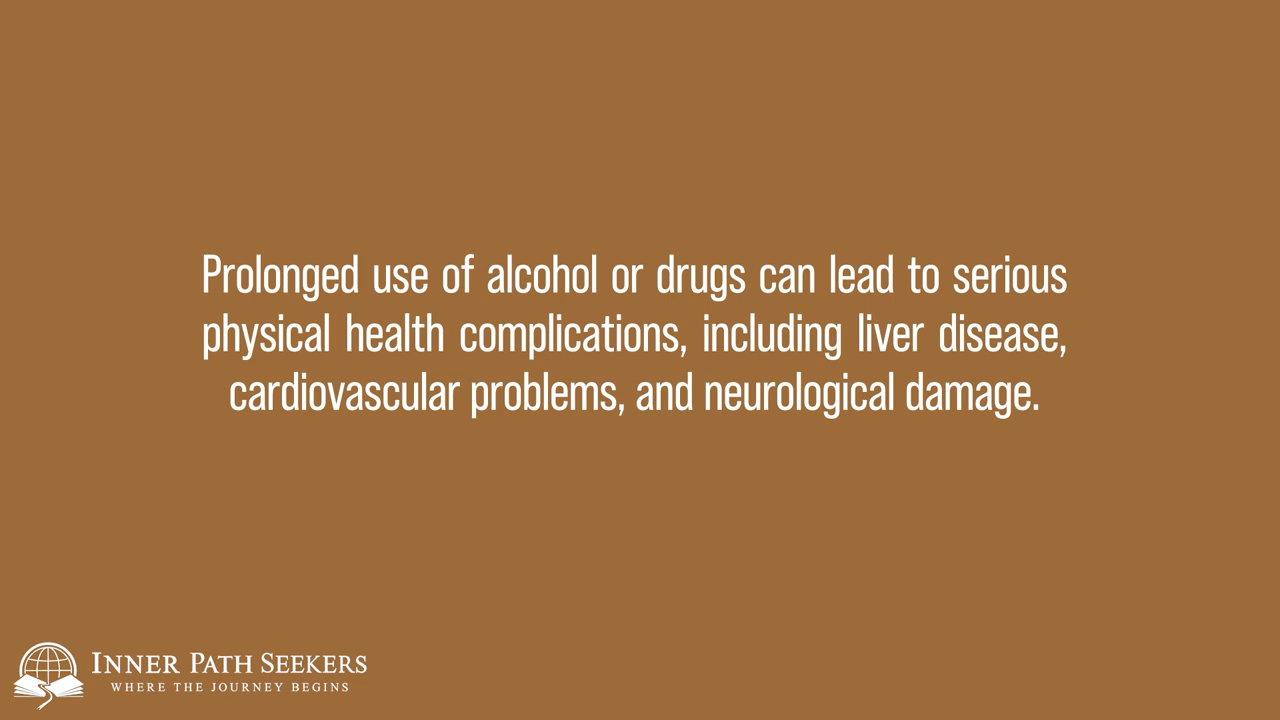 Prolonged use of alcohol or drugs can lead to serious
physical health complications, including liver disease,
cardiovascular problems, and neurological damage.
INNER PATH SEEKERS
WHERE THE JOURNEY BEGINS